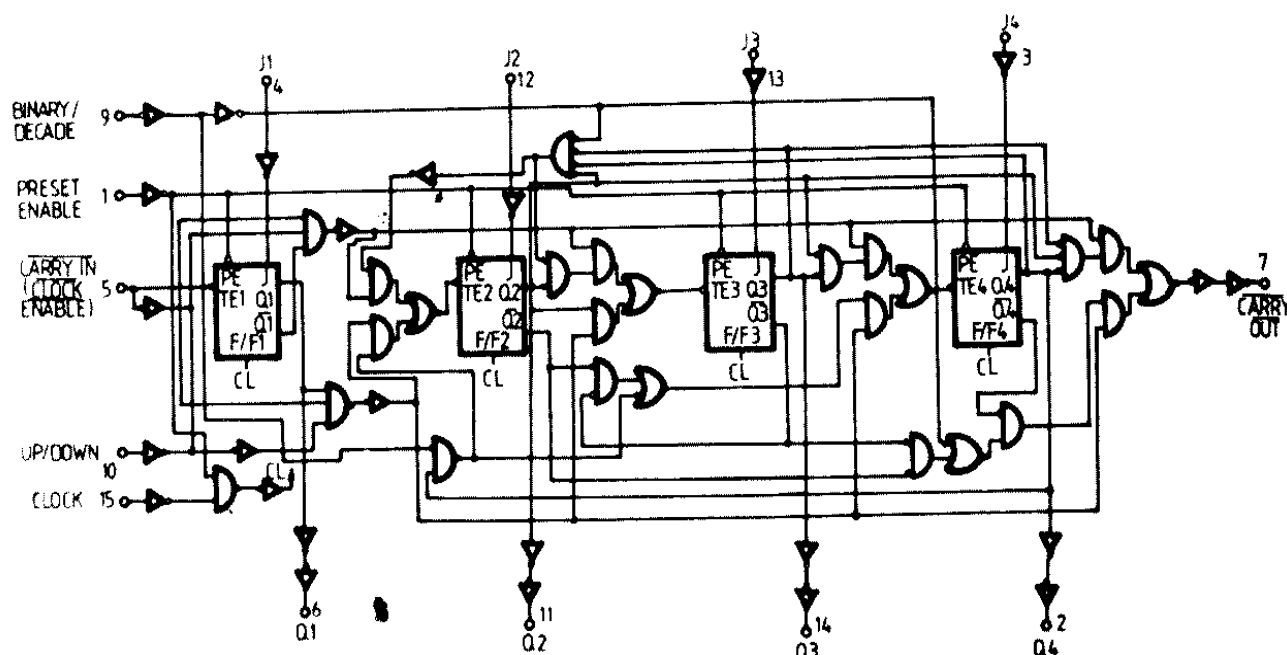 J1
4
J2
12
J3
13
J4
3
BINARY/
DECADE
9
PRESET
ENABLE
1
CARRY IN
(CLOCK
ENABLE)
5
UP/DOWN
10
CLOCK
15
PE
J
TE1
Q1
Q1
F/F1
CL
PE
J
TE2
Q2
Q2
F/F2
CL
PE
J
TE3
Q3
Q3
F/F3
CL
PE
J
TE4
Q4
Q4
F/F4
CL
CL
7
CARRY
OUT
6
Q1
11
Q2
14
Q3
2
Q4